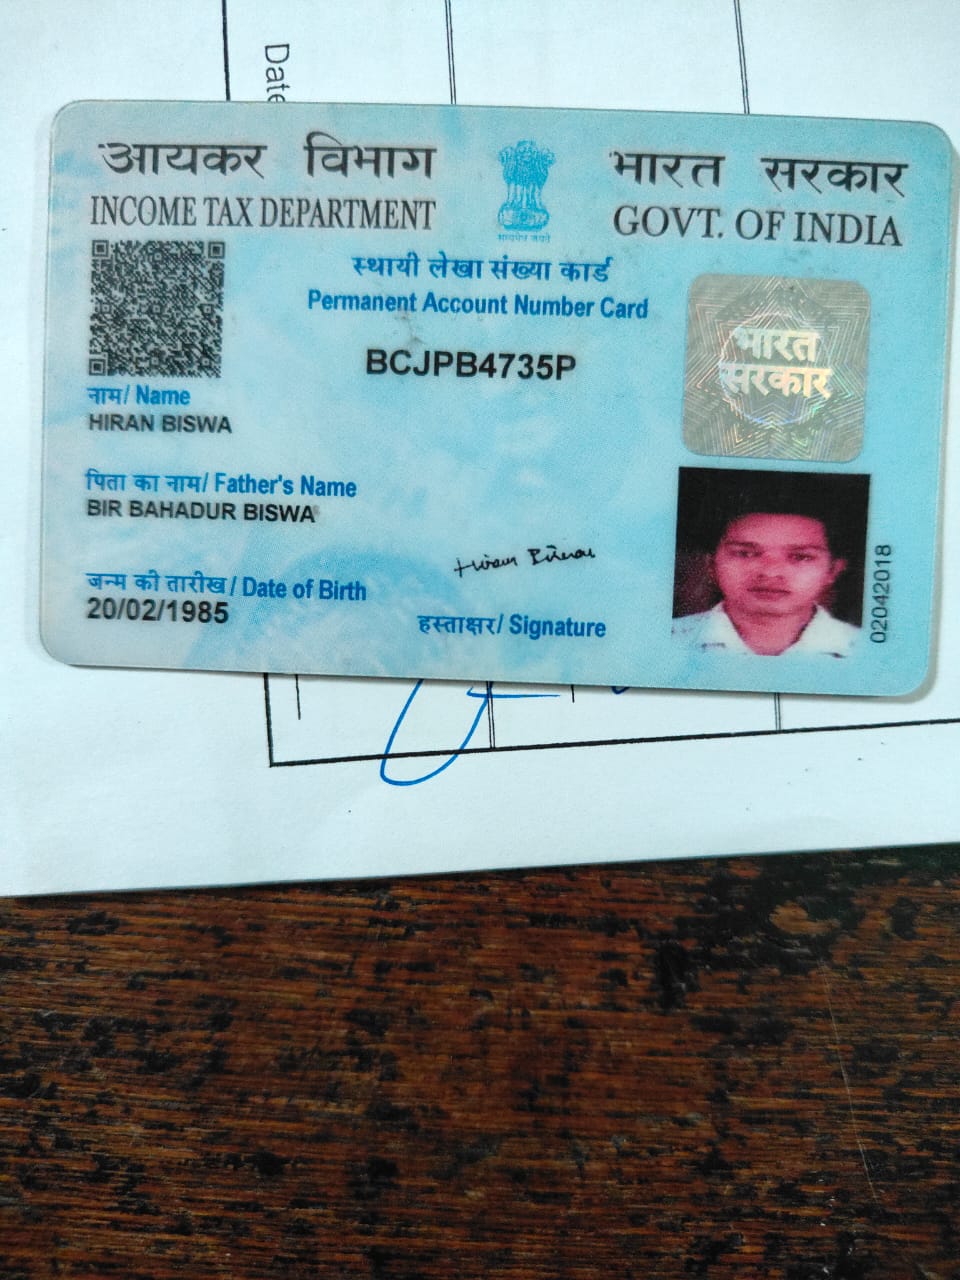 Date
आयकर विभाग
INCOME TAX DEPARTMENT
भारत सरकार
GOVT. OF INDIA
सत्यमेव जयते
स्थायी लेखा संख्या कार्ड
Permanent Account Number Card
BCJPB4735P
भारत
सरकार
नाम/ Name
HIRAN BISWA
पिता का नाम/ Father's Name
BIR BAHADUR BISWA
जन्म की तारीख / Date of Birth
20/02/1985
Hiran Biswa
हस्ताक्षर/ Signature
02042018